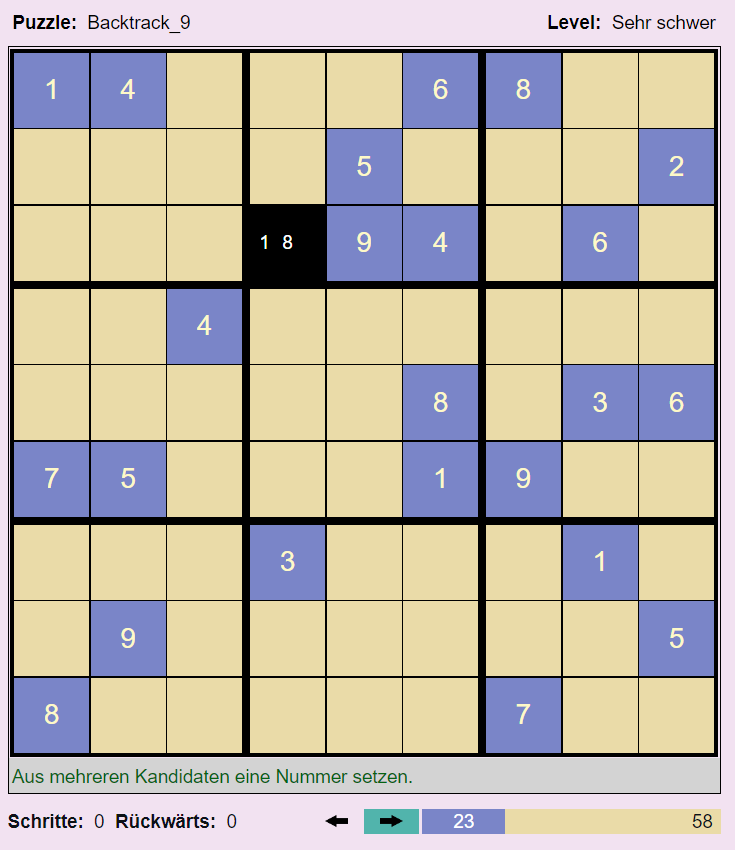 Puzzle: Backtrack_9 Level: Sehr schwer
1 4 6 8
5 2
1 8 9 4 6
4
8 3 6
7 5 1 9
3 1
9 5
8 7
Aus mehreren Kandidaten eine Nummer setzen.
Schritte: 0 Rückwärts: 0 23 58